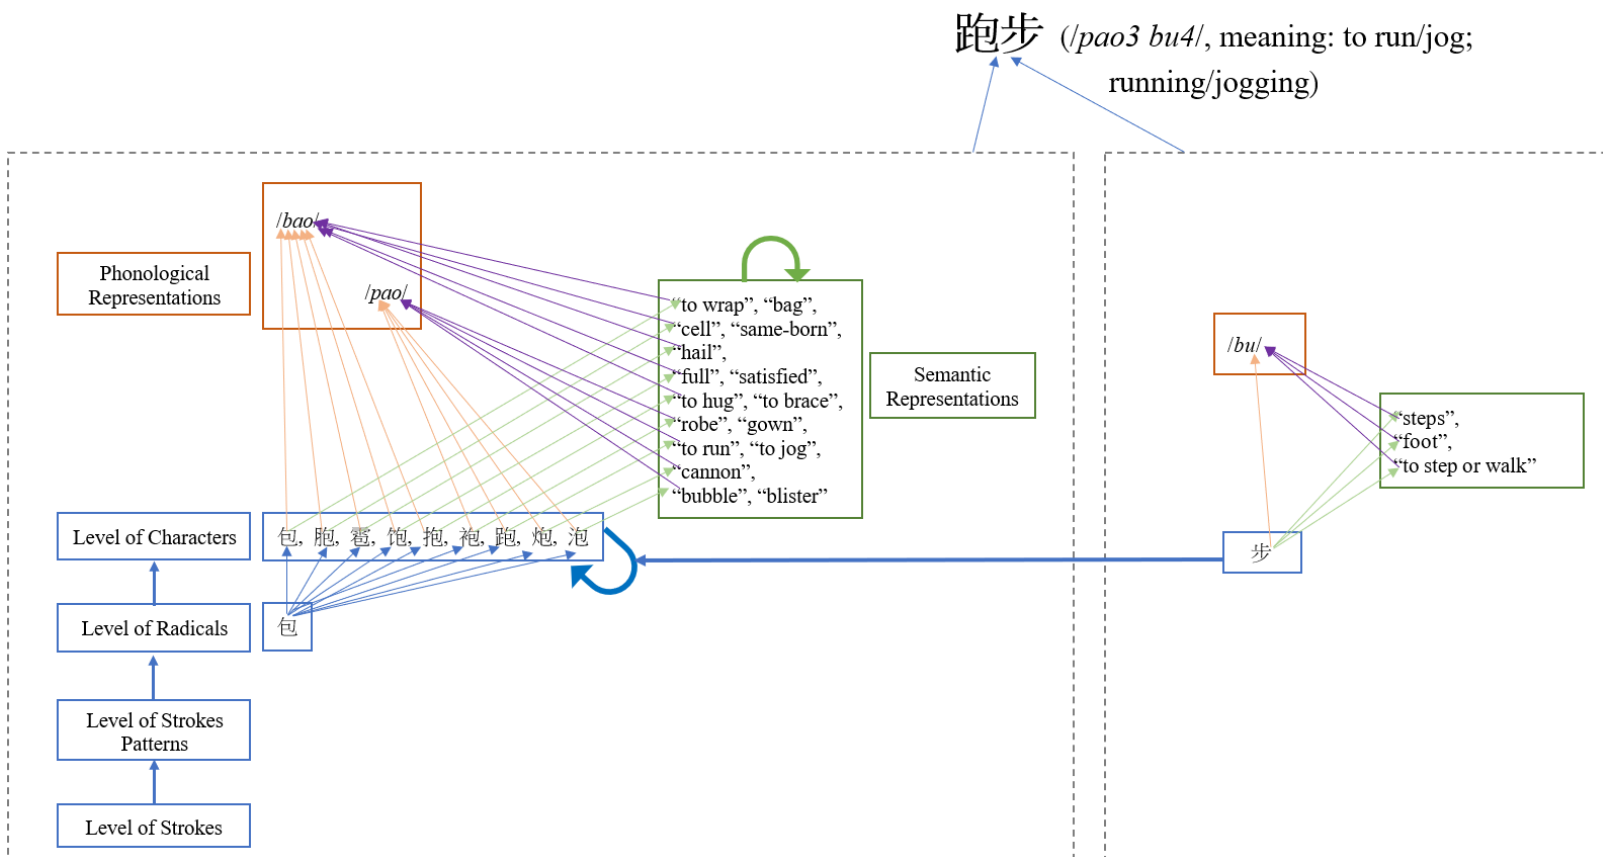 跑步 (/pao3 bu4/, meaning: to run/jog;
running/jogging)
/bao/
Phonological
Representations
/pao/
“to wrap”, “bag”,
“cell”, “same-born”,
“hail”,
“full”, “satisfied”,
“to hug”, “to brace”,
“robe”, “gown”,
“to run”, “to jog”,
“cannon”,
“bubble”, “blister”
Semantic
Representations
Level of Characters
包, 胞, 雹, 饱, 抱, 袍, 跑, 炮, 泡
Level of Radicals
包
Level of Strokes
Patterns
Level of Strokes
/bu/
“steps”,
“foot”,
“to step or walk”
步